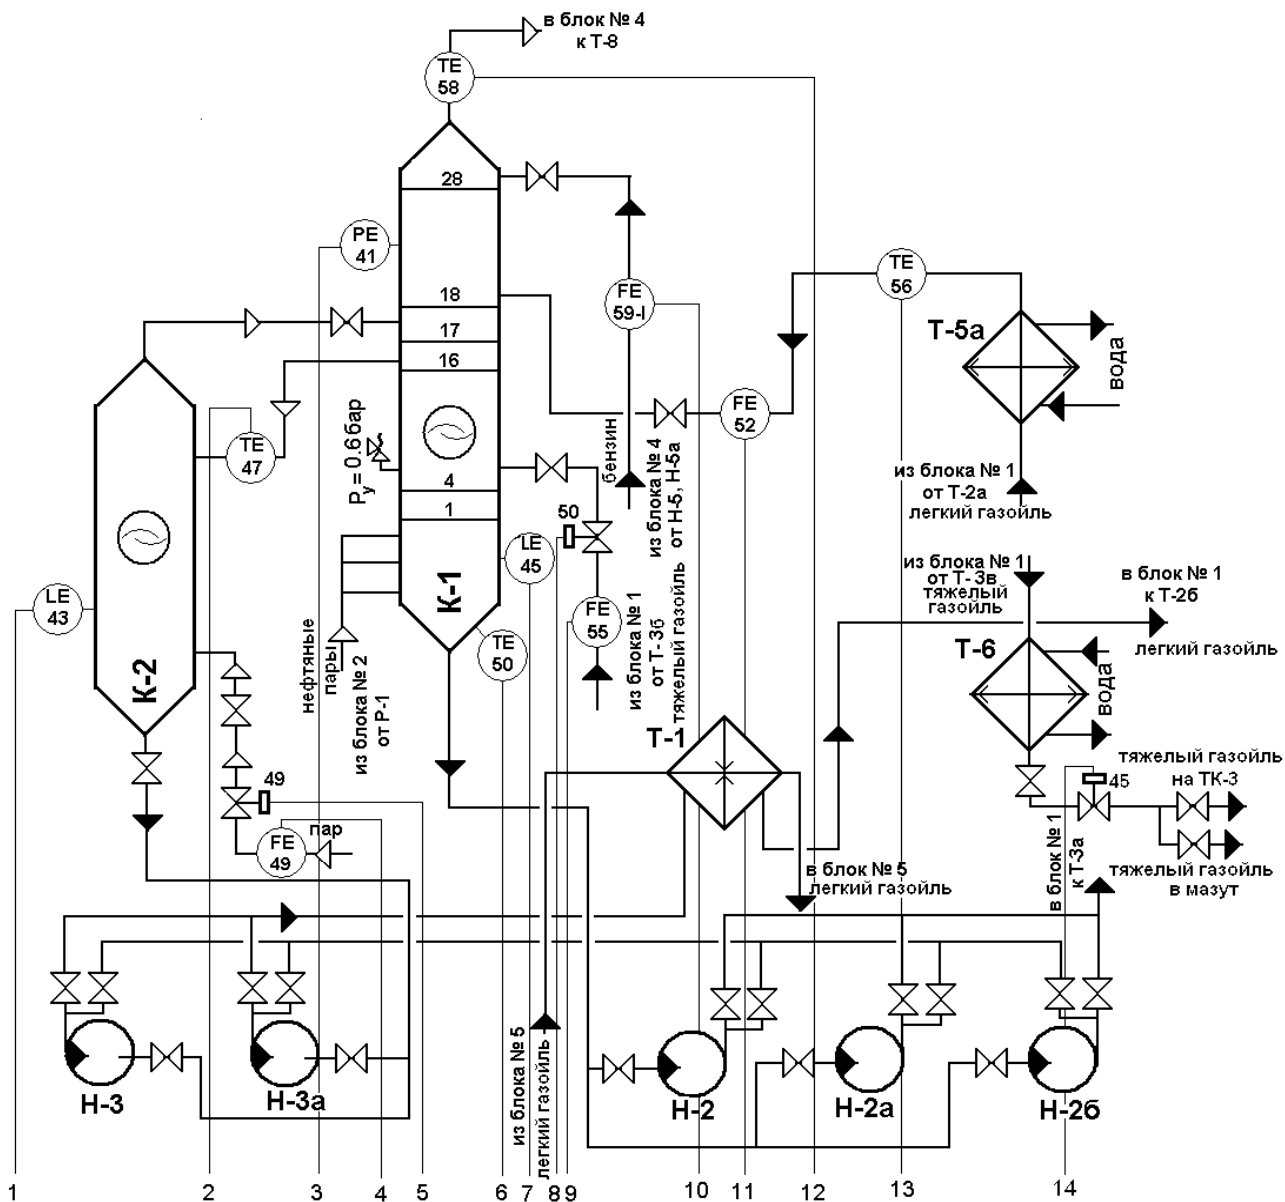 в блок № 4
к Т-8
TE
58
28
PE
41
18
17
16
4
1
К-1
FE
59-I
бензин
из блока № 4
от Н-5, Н-5а
TE
56
Т-5а
вода
из блока № 1
от Т-2а
легкий газойль
FE
52
TE
47
Ру = 0.6 бар
50
LE
45
FE
55
TE
50
LE
43
К-2
нефтяные
пары
из блока № 2
от Р-1
из блока № 1
от Т- 3б
тяжелый газойль
из блока № 1
от Т- 3в
тяжелый
газойль
в блок № 1
к Т-2б
легкий газойль
Т-6
вода
Т-1
49
FE
49
пар
45
тяжелый газойль
на ТК-3
тяжелый газойль
в мазут
в блок № 1
к Т-3а
в блок № 5
легкий газойль
из блока № 5
легкий газойль
Н-3
Н-3а
Н-2
Н-2а
Н-2б
1 2 3 4 5 6 7 8 9 10 11 12 13 14